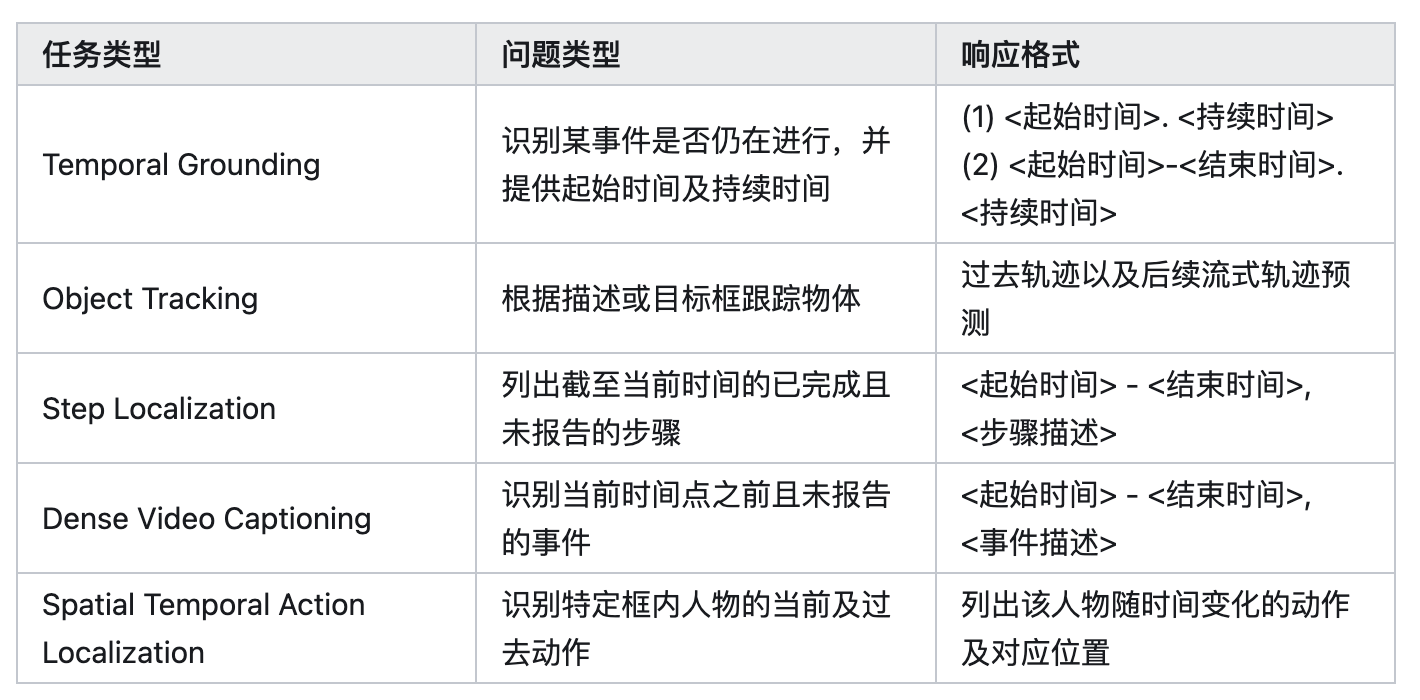 任务类型
问题类型
响应格式
Temporal Grounding
识别某事件是否仍在进行，并
提供起始时间及持续时间
(1) <起始时间>. <持续时间>
(2) <起始时间>-<结束时间>.
<持续时间>
Object Tracking
根据描述或目标框跟踪物体
过去轨迹以及后续流式轨迹预
测
Step Localization
列出截至当前时间的已完成且
未报告的步骤
<起始时间> - <结束时间>,
<步骤描述>
Dense Video Captioning
识别当前时间点之前且未报告
的事件
<起始时间> - <结束时间>,
<事件描述>
Spatial Temporal Action
Localization
识别特定框内人物的当前及过
去动作
列出该人物随时间变化的动作
及对应位置